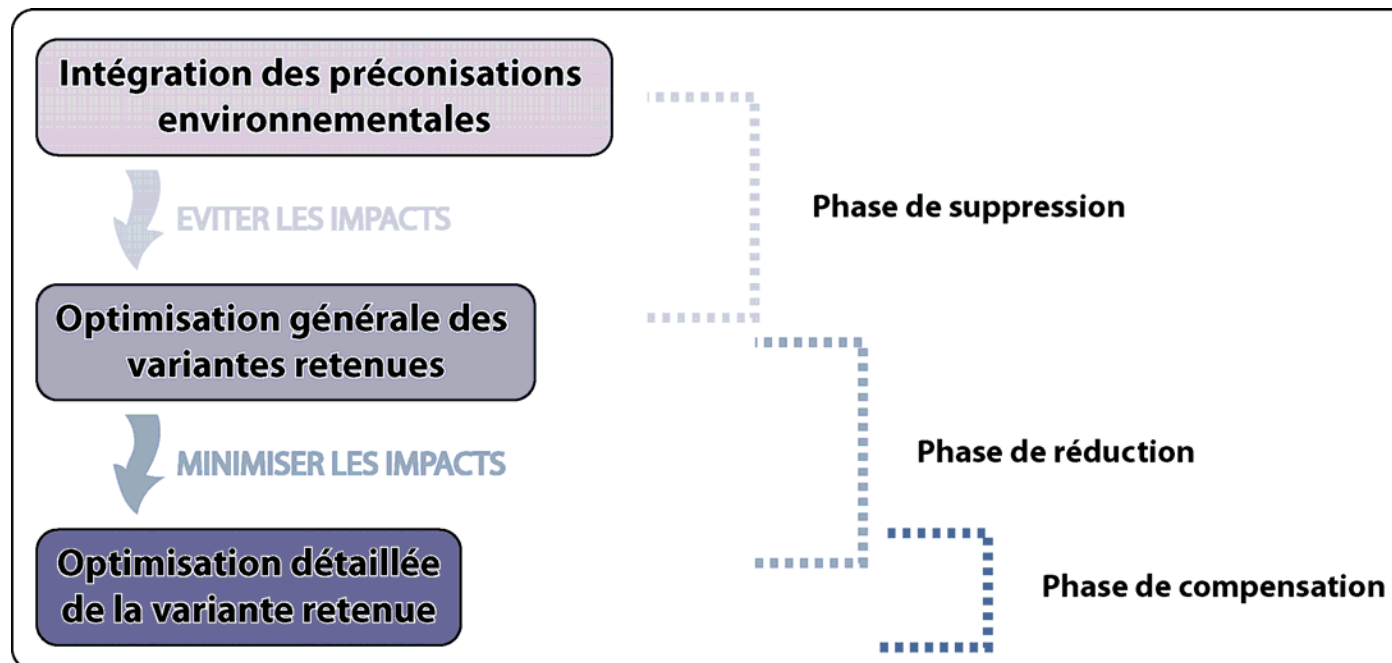 Intégration des préconisations
environnementales
EVITER LES IMPACTS
Phase de suppression
Optimisation générale des
variantes retenues
MINIMISER LES IMPACTS
Phase de réduction
Optimisation détaillée
de la variante retenue
Phase de compensation